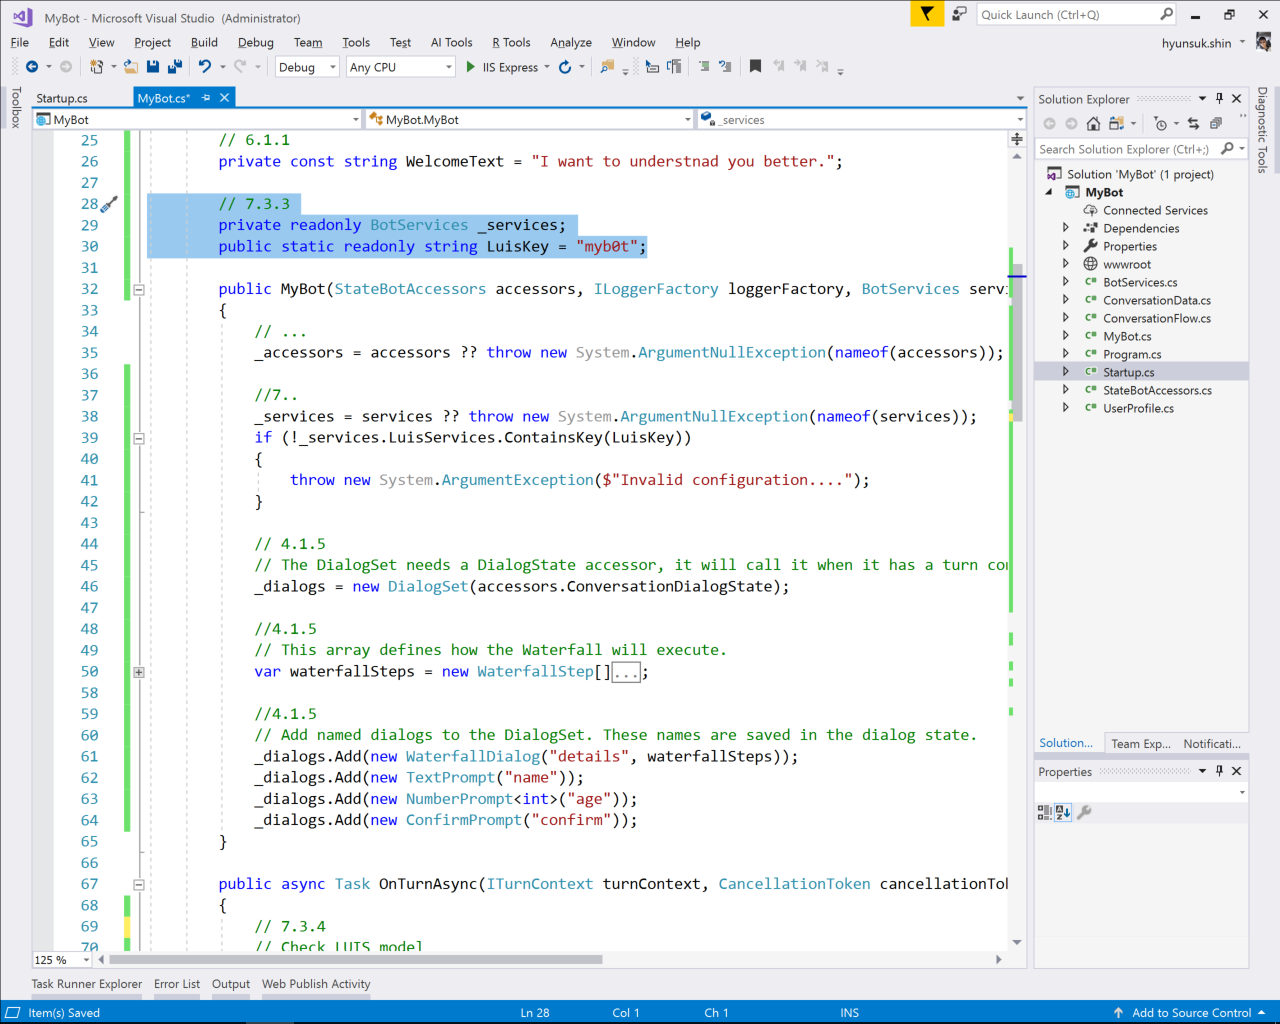 MyBot - Microsoft Visual Studio (Administrator)
Quick Launch (Ctrl+Q)
File Edit View Project Build Debug Team Tools Test AI Tools R Tools Analyze Window Help
hyunsuk.shin
Debug Any CPU IIS Express
Toolbox
Startup.cs MyBot.cs*
MyBot MyBot.MyBot _services
25 // 6.1.1
26 private const string WelcomeText = "I want to understnad you better.";
27
28 // 7.3.3
29 private readonly BotServices _services;
30 public static readonly string LuisKey = "myb0t";
31
32 public MyBot(StateBotAccessors accessors, ILoggerFactory loggerFactory, BotServices servi
33 {
34 // ...
35 _accessors = accessors ?? throw new System.ArgumentNullException(nameof(accessors));
36
37 //7..
38 _services = services ?? throw new System.ArgumentNullException(nameof(services));
39 if (!_services.LuisServices.ContainsKey(LuisKey))
40 {
41 throw new System.ArgumentException($"Invalid configuration....");
42 }
43
44 // 4.1.5
45 // The DialogSet needs a DialogState accessor, it will call it when it has a turn con
46 _dialogs = new DialogSet(accessors.ConversationDialogState);
47
48 //4.1.5
49 // This array defines how the Waterfall will execute.
50 var waterfallSteps = new WaterfallStep[]...;
58
59 //4.1.5
60 // Add named dialogs to the DialogSet. These names are saved in the dialog state.
61 _dialogs.Add(new WaterfallDialog("details", waterfallSteps));
62 _dialogs.Add(new TextPrompt("name"));
63 _dialogs.Add(new NumberPrompt<int>("age"));
64 _dialogs.Add(new ConfirmPrompt("confirm"));
65 }
66
67 public async Task OnTurnAsync(ITurnContext turnContext, CancellationToken cancellationTok
68 {
69 // 7.3.4
70 // Check LUIS model
125 %
Solution Explorer
Search Solution Explorer (Ctrl+;)
Solution 'MyBot' (1 project)
MyBot
Connected Services
Dependencies
Properties
wwwroot
BotServices.cs
ConversationData.cs
ConversationFlow.cs
MyBot.cs
Program.cs
Startup.cs
StateBotAccessors.cs
UserProfile.cs
Solution... Team Exp... Notificati...
Properties
Diagnostic Tools
Task Runner Explorer Error List Output Web Publish Activity
Item(s) Saved Ln 28 Col 1 Ch 1 INS Add to Source Control